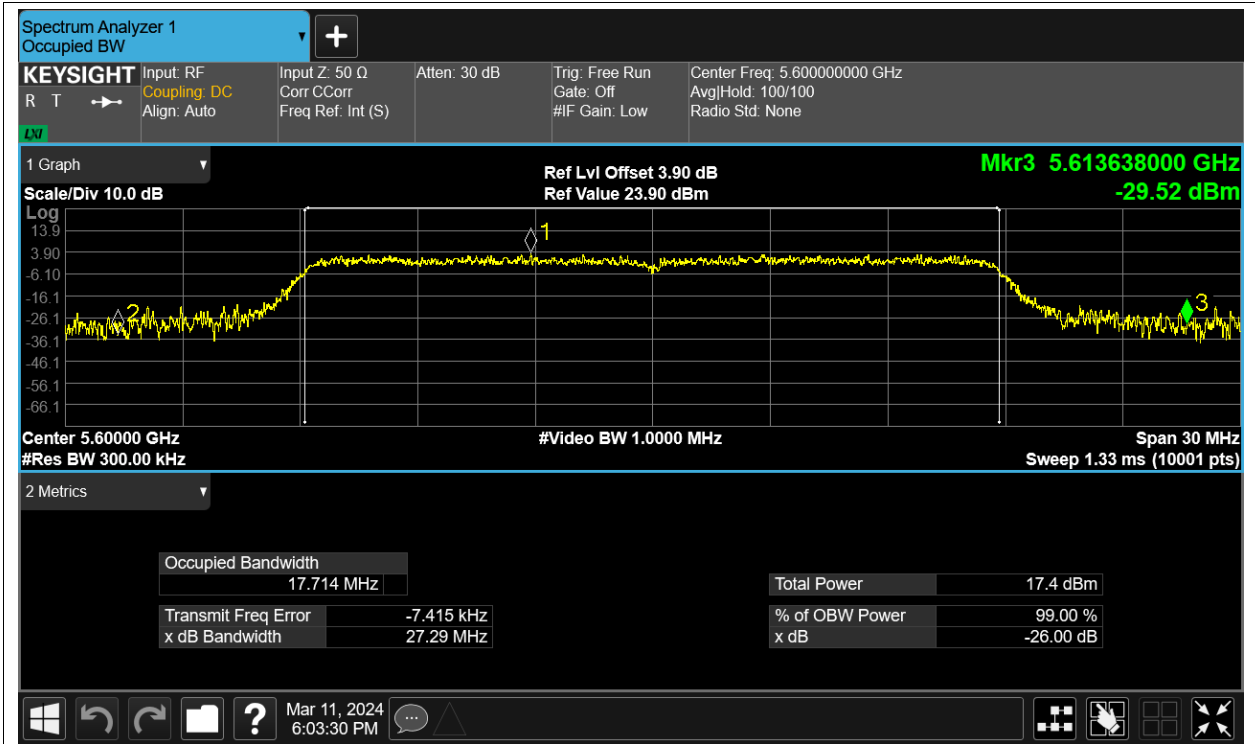 Spectrum Analyzer 1
Occupied BW
KEYSIGHT
R T
LXI
Input: RF
Coupling: DC
Align: Auto
Input Z: 50 Ω
Corr CCorr
Freq Ref: Int (S)
Atten: 30 dB
Trig: Free Run
Gate: Off
#IF Gain: Low
Center Freq: 5.600000000 GHz
Avg|Hold: 100/100
Radio Std: None
1 Graph
Scale/Div 10.0 dB
Ref Lvl Offset 3.90 dB
Ref Value 23.90 dBm
Mkr3 5.613638000 GHz
-29.52 dBm
Log
13.9
3.90
-6.10
-16.1
-26.1
-36.1
-46.1
-56.1
-66.1
1
2
3
Center 5.60000 GHz
#Res BW 300.00 kHz
#Video BW 1.0000 MHz
Span 30 MHz
Sweep 1.33 ms (10001 pts)
2 Metrics
Occupied Bandwidth
17.714 MHz
Transmit Freq Error -7.415 kHz
x dB Bandwidth 27.29 MHz
Total Power 17.4 dBm
% of OBW Power 99.00 %
x dB -26.00 dB
?
Mar 11, 2024
6:03:30 PM